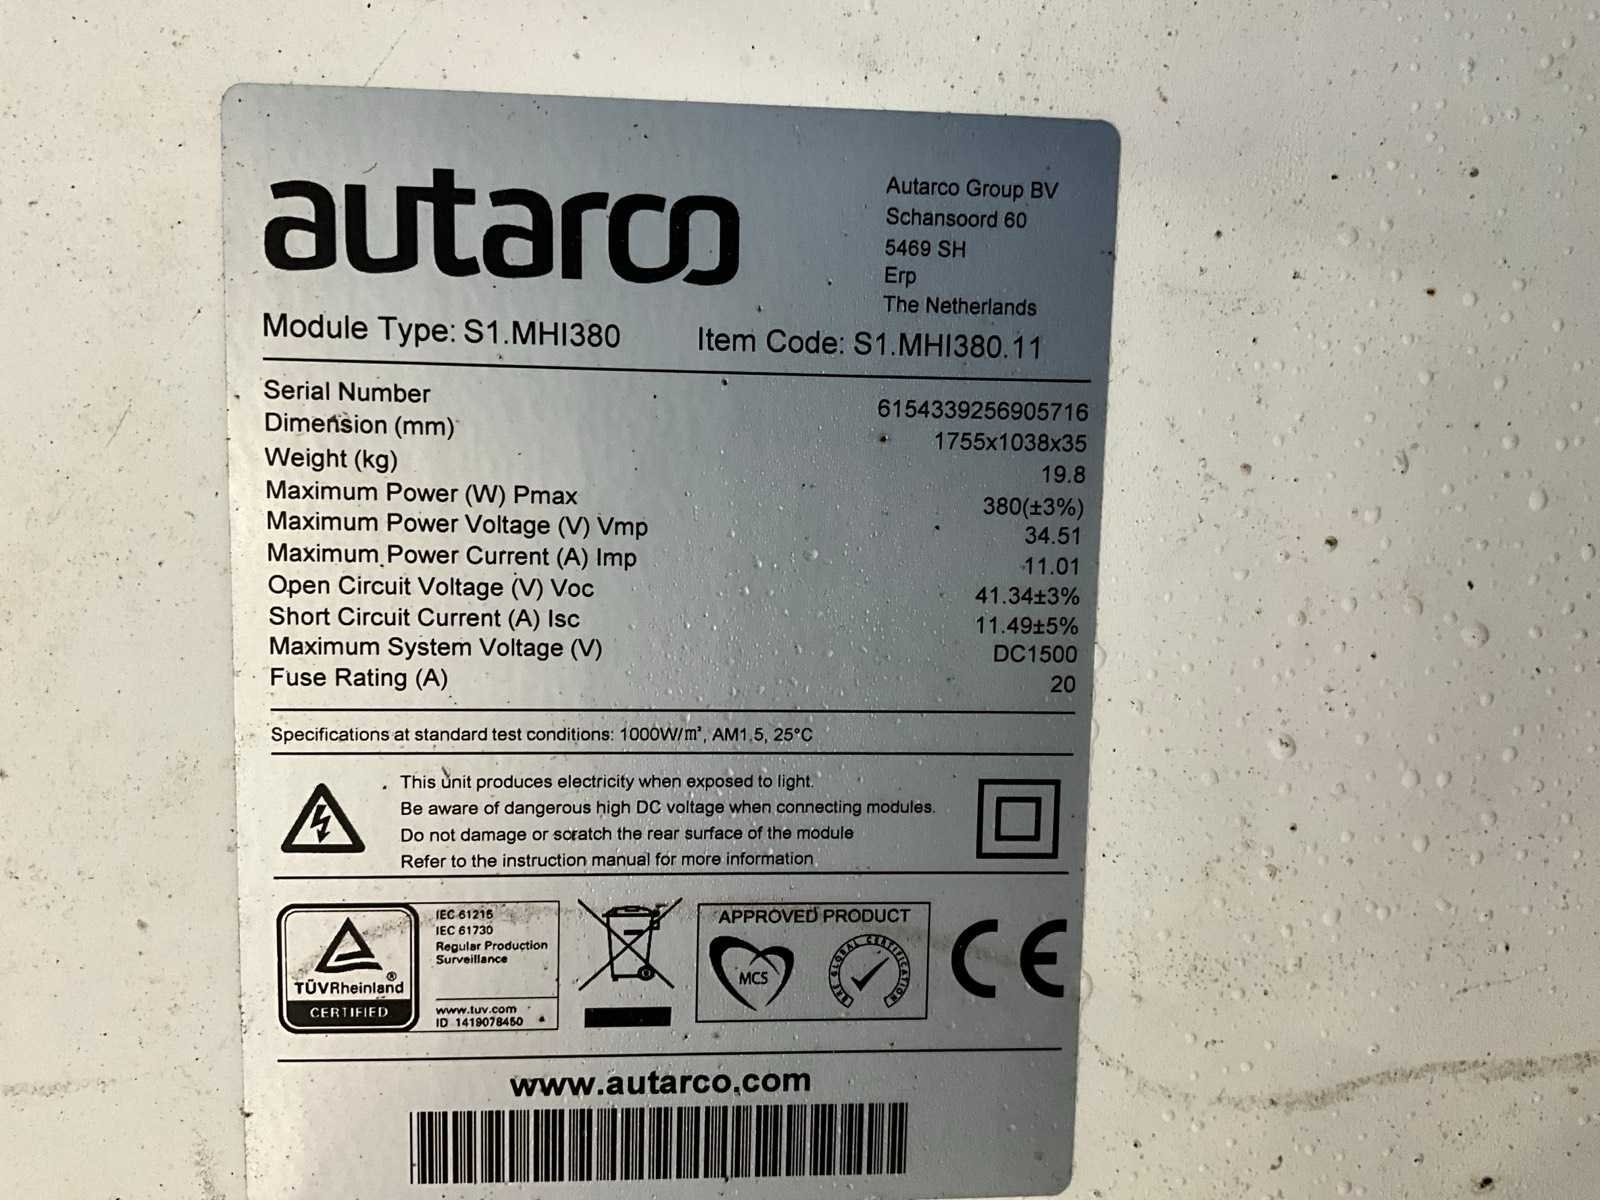 autarco
Autarco Group BV
Schansoord 60
5469 SH
Erp
The Netherlands
Module Type: S1.MHI380
Item Code: S1.MHI380.11
Serial Number 6154339256905716
Dimension (mm) 1755x1038x35
Weight (kg) 19.8
Maximum Power (W) Pmax 380(±3%)
Maximum Power Voltage (V) Vmp 34.51
Maximum Power Current (A) Imp 11.01
Open Circuit Voltage (V) Voc 41.34±3%
Short Circuit Current (A) Isc 11.49±5%
Maximum System Voltage (V) DC1500
Fuse Rating (A) 20
Specifications at standard test conditions: 1000W/m², AM1.5, 25°C
This unit produces electricity when exposed to light.
Be aware of dangerous high DC voltage when connecting modules.
Do not damage or scratch the rear surface of the module
Refer to the instruction manual for more information
TÜVRheinland®
CERTIFIED
IEC 61215
IEC 61730
Regular Production
Surveillance
www.tuv.com
ID 1419078450
APPROVED PRODUCT
MCS
BRE GLOBAL CERTIFICATION
CE
www.autarco.com